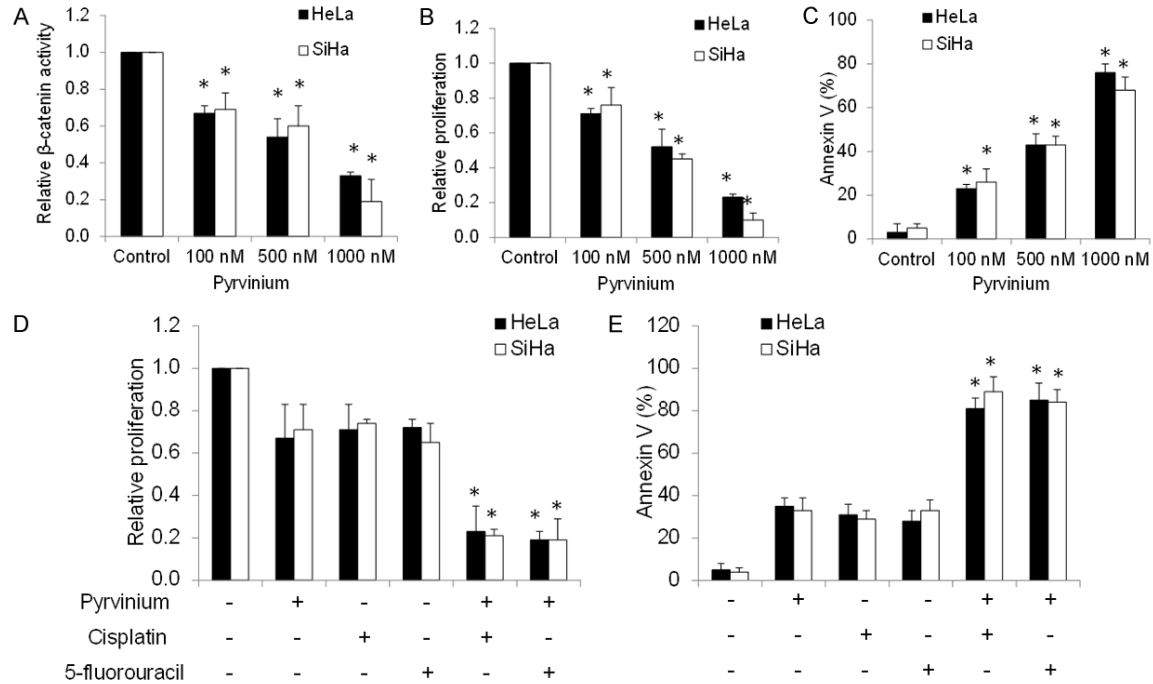 A
Relative β-catenin activity
1.2
1.0
0.8
0.6
0.4
0.2
0.0
HeLa
SiHa
* * * * * *
Control 100 nM 500 nM 1000 nM
Pyrvinium
B
Relative proliferation
1.2
1.0
0.8
0.6
0.4
0.2
0.0
HeLa
SiHa
* * * * * *
Control 100 nM 500 nM 1000 nM
Pyrvinium
C
Annexin V (%)
100
80
60
40
20
0
HeLa
SiHa
* * * * * *
Control 100 nM 500 nM 1000 nM
Pyrvinium
D
Relative proliferation
1.2
1.0
0.8
0.6
0.4
0.2
0.0
HeLa
SiHa
* * * *
Pyrvinium - + - - + +
Cisplatin - - + - + -
5-fluorouracil - - - + - +
E
Annexin V (%)
120
100
80
60
40
20
0
HeLa
SiHa
* * * *
- + - - + +
- - + - + -
- - - + - +